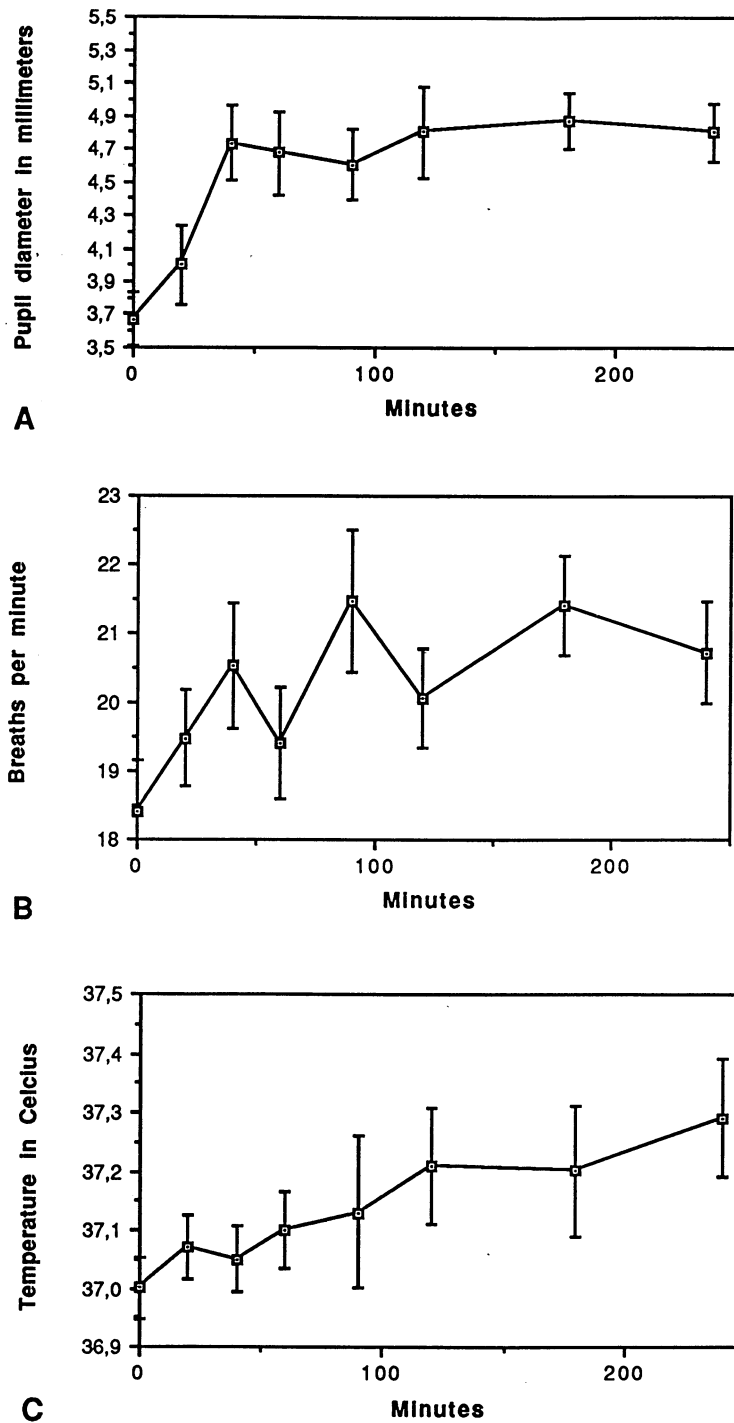 Pupil diameter in millimeters
5,5
5,3
5,1
4,9
4,7
4,5
4,3
4,1
3,9
3,7
3,5
0 100 200
Minutes
A
Breaths per minute
23
22
21
20
19
18
0 100 200
Minutes
B
Temperature in Celcius
37,5
37,4
37,3
37,2
37,1
37,0
36,9
0 100 200
Minutes
C